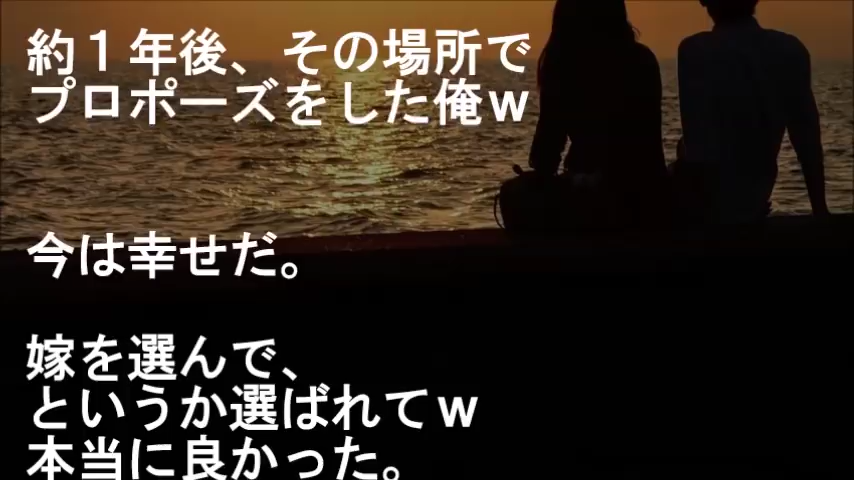 約１年後、その場所で
プロポーズをした俺ｗ
今は幸せだ。
嫁を選んで、
というか選ばれてｗ
本当に良かった。